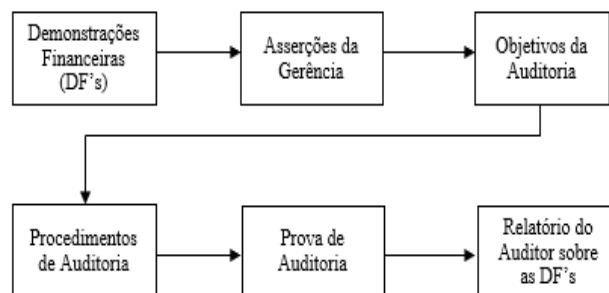 Demonstrações
Financeiras
(DF's)
Asserções da
Gerência
Objetivos da
Auditoria
Procedimentos
de Auditoria
Prova de
Auditoria
Relatório do
Auditor sobre
as DF's